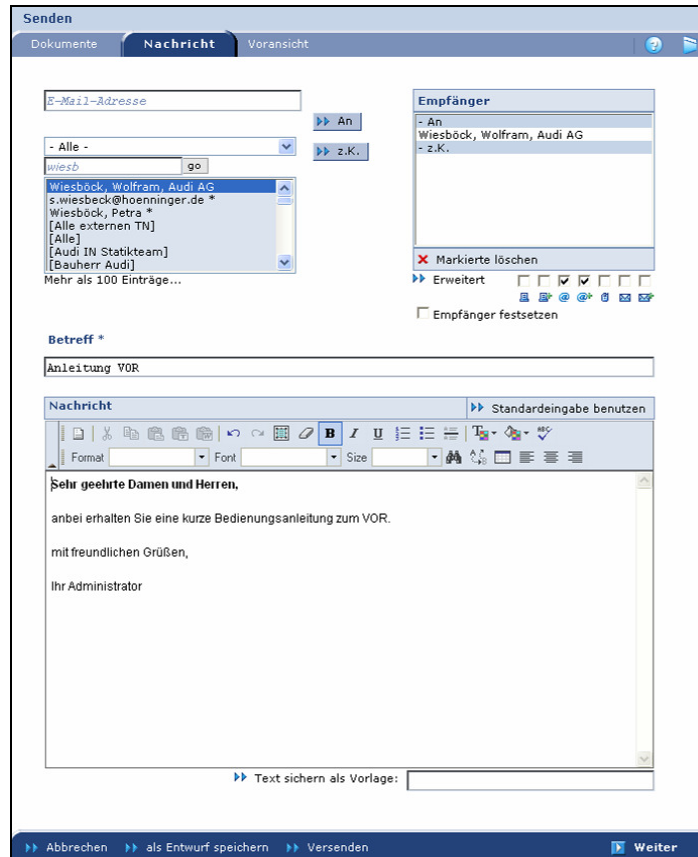 Senden
Dokumente Nachricht Voransicht
E-Mail-Adresse
An
- Alle -
z.K.
wiesb go
Wiesböck, Wolfram, Audi AG
s.wiesbeck@hoenninger.de *
Wiesböck, Petra *
[Alle externen TN]
[Alle]
[Audi IN Statikteam]
[Bauherr Audi]
Mehr als 100 Einträge...
Empfänger
- An
Wiesböck, Wolfram, Audi AG
- z.K.
Markierte löschen
Erweitert
Empfänger festsetzen
Betreff *
Anleitung VOR
Nachricht Standardeingabe benutzen
B I U ABC
Format Font Size
Sehr geehrte Damen und Herren,
anbei erhalten Sie eine kurze Bedienungsanleitung zum VOR.
mit freundlichen Grüßen,
Ihr Administrator
Text sichern als Vorlage:
Abbrechen als Entwurf speichern Versenden Weiter